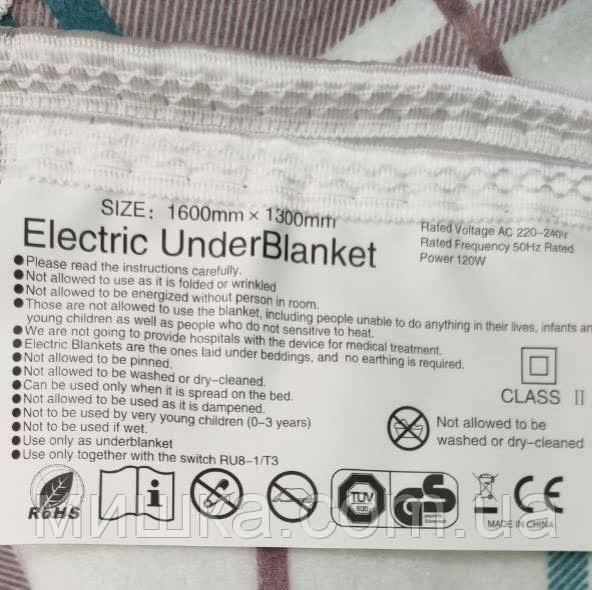 SIZE: 1600mm × 1300mm
Electric UnderBlanket
Rated Voltage AC 220-240v
Rated Frequency 50Hz Rated
Power 120W
●Please read the instructions carefully.
●Not allowed to use as it is folded or wrinkled
●Not allowed to be energized without person in room.
●Those are not allowed to use the blanket, including people unable to do anything in their lives, infants an
young children as well as people who do not sensitive to heat.
●We are not going to provide hospitals with the device for medical treatment.
●Electric Blankets are the ones laid under beddings, and no earthing is required.
●Not allowed to be pinned.
●Not allowed to be washed or dry-cleaned.
●Can be used only when it is spread on the bed.
●Not allowed to be used as it is dampened.
●Not to be used by very young children (0-3 years)
●Not to be used if wet.
●Use only as underblanket
●Use only together with the switch RU8-1/T3
CLASS II
Not allowed to be
washed or dry-cleaned
RoHS
i
TUV
SUD
GS
geprüfte
Sicherheit
CE
MADE IN CHINA
МИШКА.com.ua